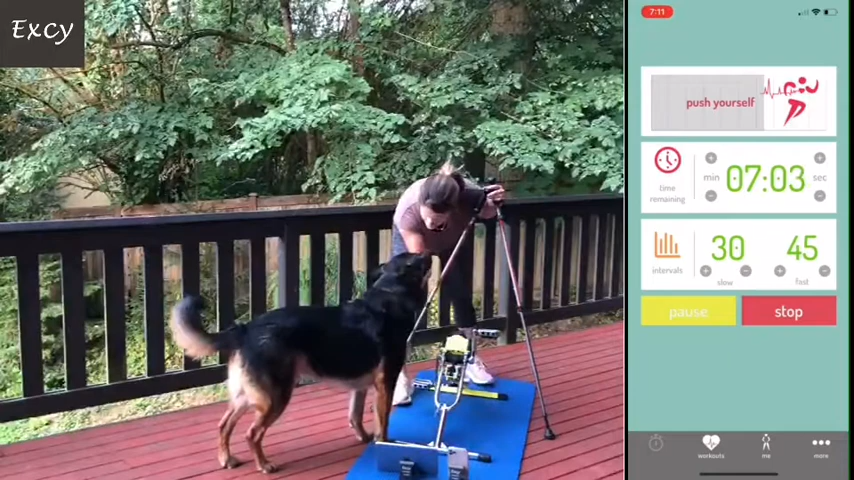 Excy
7:11
push yourself
time
remaining
min
07:03
sec
intervals
30
45
slow
fast
pause
stop
workouts
me
more